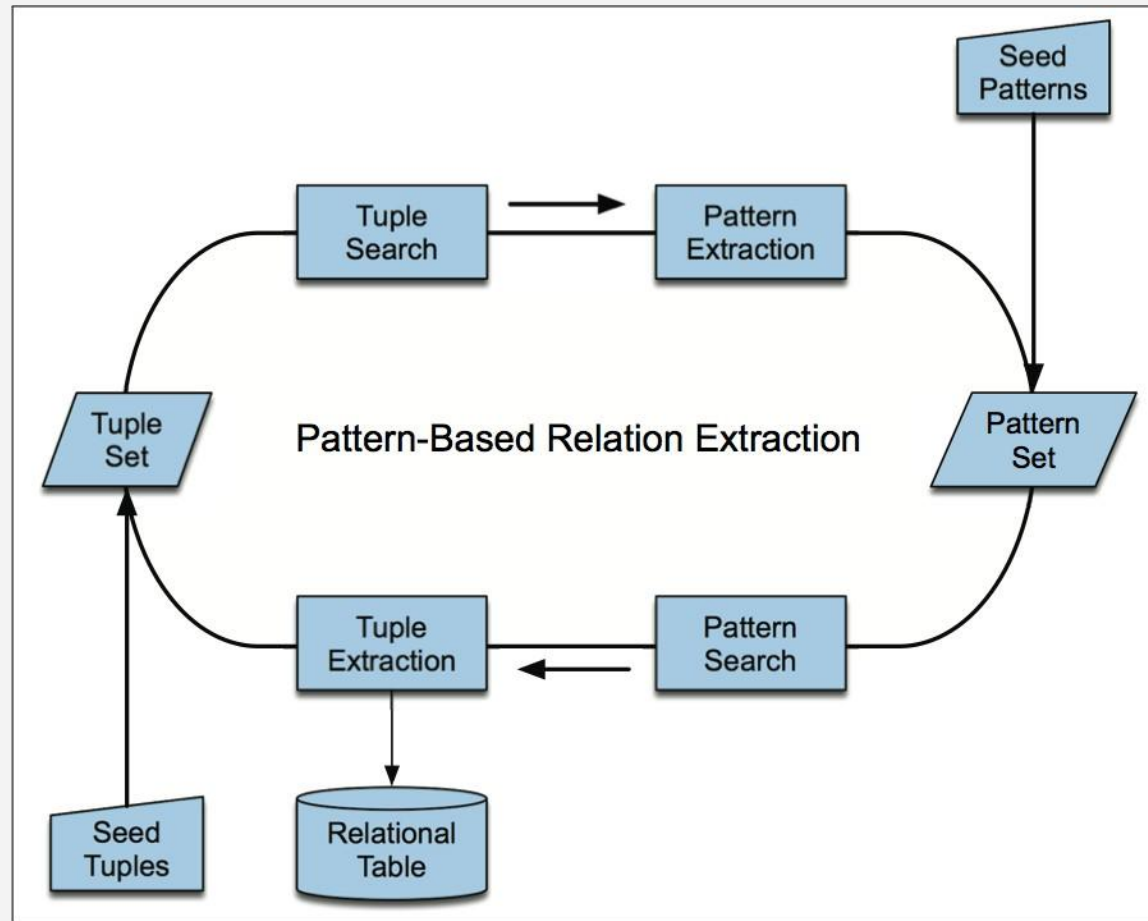 Seed
Patterns
Tuple
Search
Pattern
Extraction
Tuple
Set
Pattern-Based Relation Extraction
Pattern
Set
Tuple
Extraction
Pattern
Search
Seed
Tuples
Relational
Table